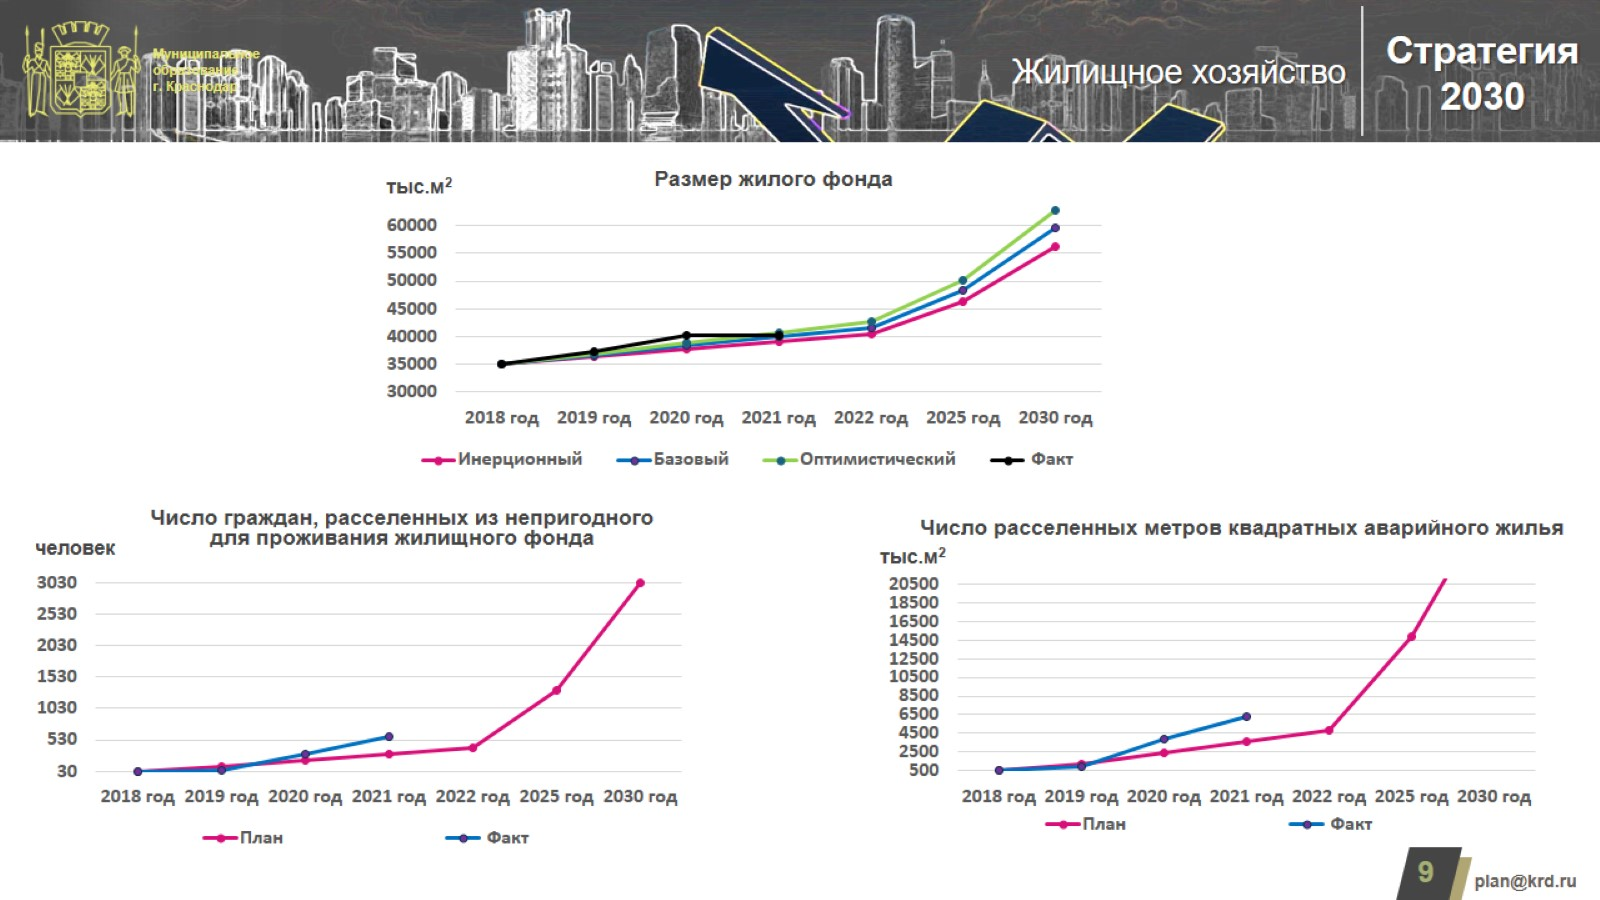 Муниципальное
образование
г. Краснодар
Жилищное хозяйство
Стратегия
2030
Размер жилого фонда
тыс.м²
60000
55000
50000
45000
40000
35000
30000
2018 год 2019 год 2020 год 2021 год 2022 год 2025 год 2030 год
Инерционный Базовый Оптимистический Факт
Число граждан, расселенных из непригодного
для проживания жилищного фонда
человек
3030
2530
2030
1530
1030
530
30
2018 год 2019 год 2020 год 2021 год 2022 год 2025 год 2030 год
План Факт
Число расселенных метров квадратных аварийного жилья
тыс.м²
20500
18500
16500
14500
12500
10500
8500
6500
4500
2500
500
2018 год 2019 год 2020 год 2021 год 2022 год 2025 год 2030 год
План Факт
9
plan@krd.ru